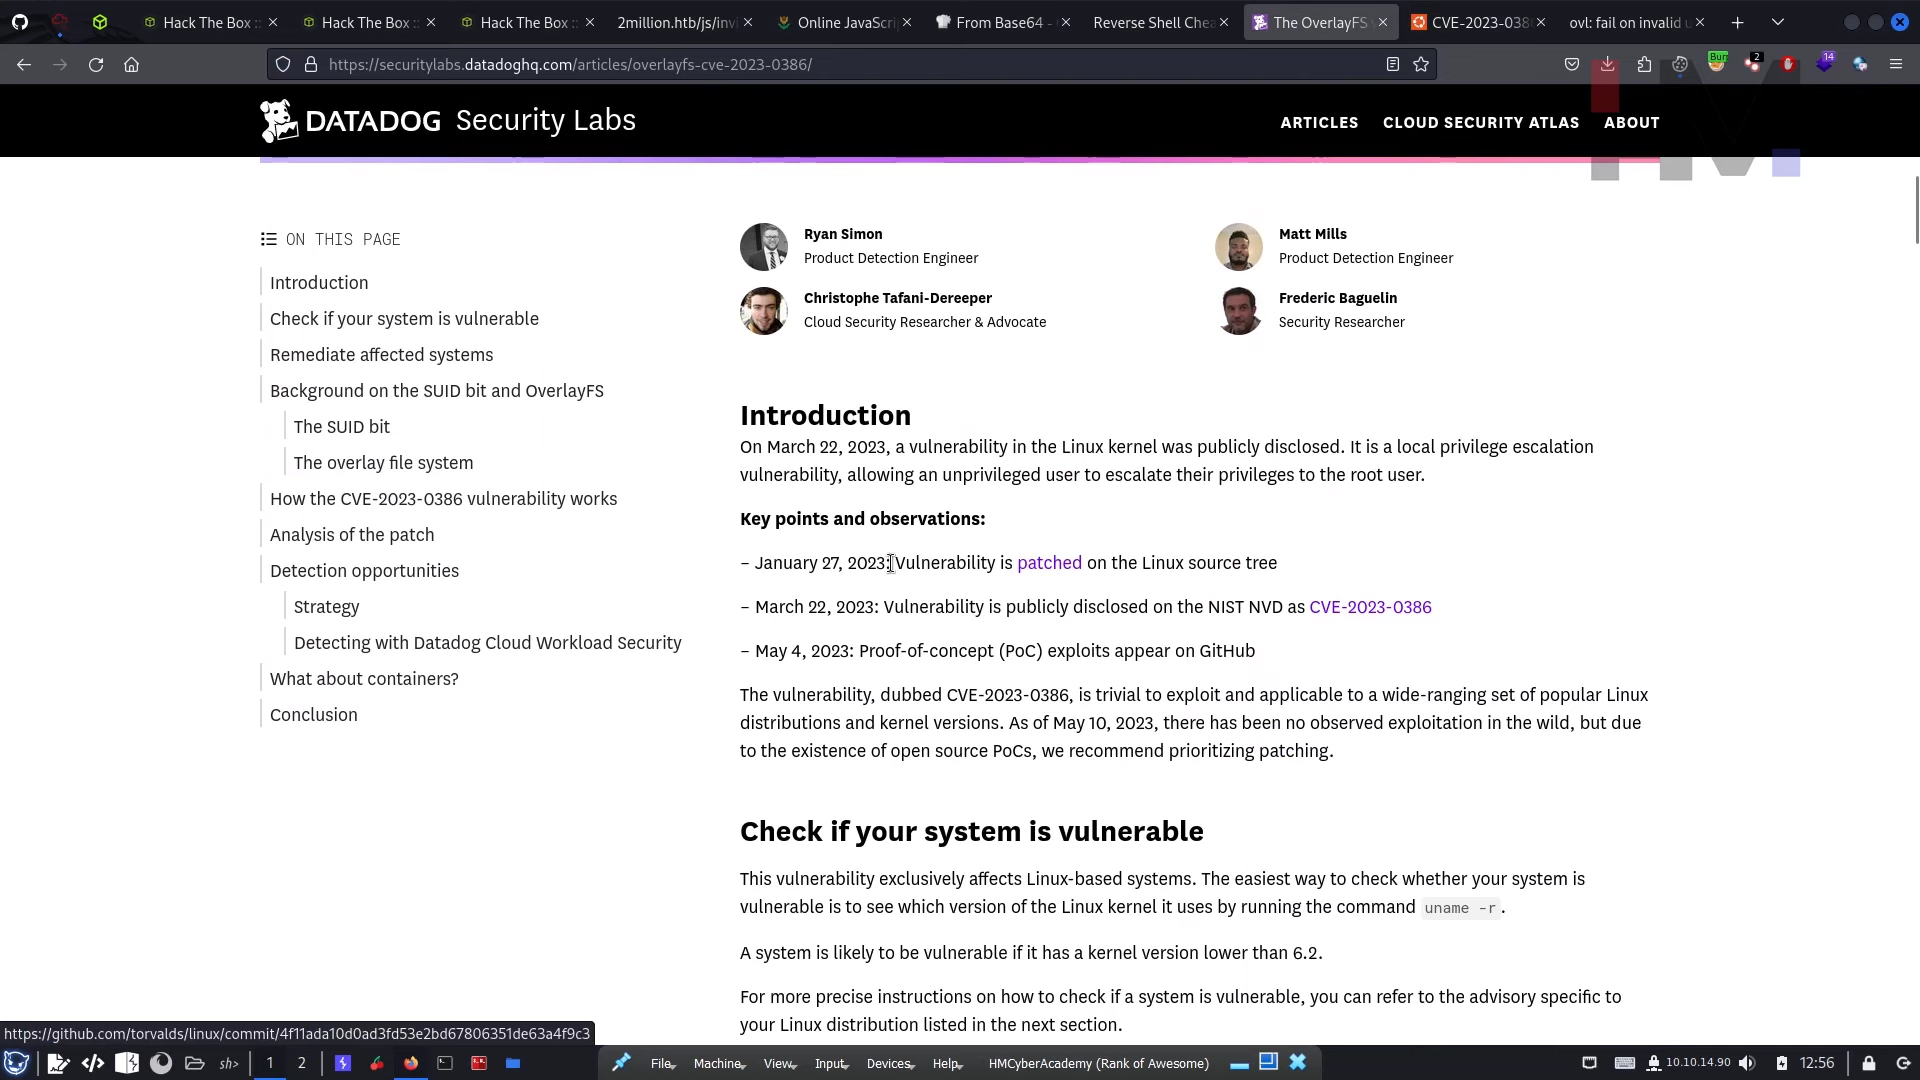 Hack The Box ::
Hack The Box ::
Hack The Box ::
2million.htb/js/invi
Online JavaScrip
From Base64 -
Reverse Shell Chea
The OverlayFS
CVE-2023-038
ovl: fail on invalid u
https://securitylabs.datadoghq.com/articles/overlayfs-cve-2023-0386/
Bur
2
14
DATADOG Security Labs
ARTICLES
CLOUD SECURITY ATLAS
ABOUT
ON THIS PAGE
Introduction
Check if your system is vulnerable
Remediate affected systems
Background on the SUID bit and OverlayFS
The SUID bit
The overlay file system
How the CVE-2023-0386 vulnerability works
Analysis of the patch
Detection opportunities
Strategy
Detecting with Datadog Cloud Workload Security
What about containers?
Conclusion
Ryan Simon
Product Detection Engineer
Matt Mills
Product Detection Engineer
Christophe Tafani-Dereeper
Cloud Security Researcher & Advocate
Frederic Baguelin
Security Researcher
Introduction
On March 22, 2023, a vulnerability in the Linux kernel was publicly disclosed. It is a local privilege escalation
vulnerability, allowing an unprivileged user to escalate their privileges to the root user.
Key points and observations:
– January 27, 2023: Vulnerability is patched on the Linux source tree
– March 22, 2023: Vulnerability is publicly disclosed on the NIST NVD as CVE-2023-0386
– May 4, 2023: Proof-of-concept (PoC) exploits appear on GitHub
The vulnerability, dubbed CVE-2023-0386, is trivial to exploit and applicable to a wide-ranging set of popular Linux
distributions and kernel versions. As of May 10, 2023, there has been no observed exploitation in the wild, but due
to the existence of open source PoCs, we recommend prioritizing patching.
Check if your system is vulnerable
This vulnerability exclusively affects Linux-based systems. The easiest way to check whether your system is
vulnerable is to see which version of the Linux kernel it uses by running the command uname -r.
A system is likely to be vulnerable if it has a kernel version lower than 6.2.
For more precise instructions on how to check if a system is vulnerable, you can refer to the advisory specific to
your Linux distribution listed in the next section.
https://github.com/torvalds/linux/commit/4f11ada10d0ad3fd53e2bd67806351de63a4f9c3
sh>
1
2
File
Machine
View
Input
Devices
Help
HMCyberAcademy (Rank of Awesome)
10.10.14.90
12:56